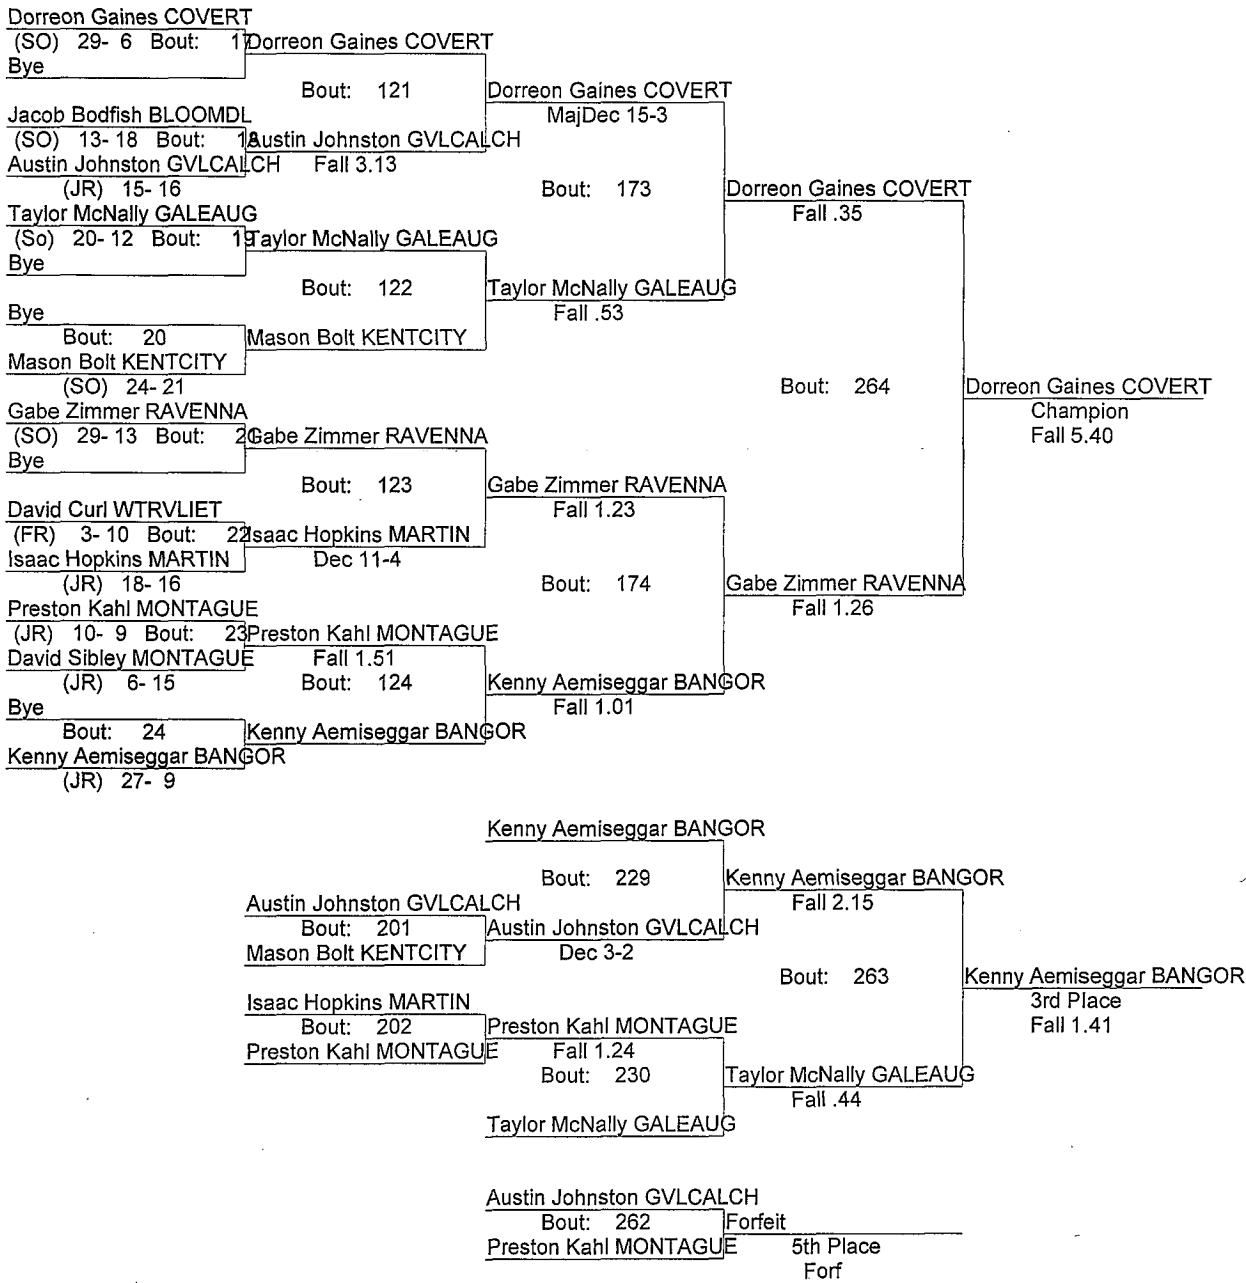 Dorreon Gaines COVERT
(SO) 29- 6 Bout: 17
Bye
Dorreon Gaines COVERT
Bout: 121
Jacob Bodfish BLOOMDL
(SO) 13- 18 Bout: 18
Austin Johnston GVLCALCH
(JR) 15- 16
Austin Johnston GVLCALCH
Fall 3.13
Dorreon Gaines COVERT
MajDec 15-3
Bout: 173
Taylor McNally GALEAUG
(So) 20- 12 Bout: 19
Bye
Taylor McNally GALEAUG
Bout: 122
Bye
Bout: 20
Mason Bolt KENTCITY
(SO) 24- 21
Mason Bolt KENTCITY
Taylor McNally GALEAUG
Fall .53
Dorreon Gaines COVERT
Fall .35
Bout: 264
Dorreon Gaines COVERT
Champion
Fall 5.40
Gabe Zimmer RAVENNA
(SO) 29- 13 Bout: 21
Bye
Gabe Zimmer RAVENNA
Bout: 123
David Curl WTRVLIET
(FR) 3- 10 Bout: 22
Isaac Hopkins MARTIN
(JR) 18- 16
Isaac Hopkins MARTIN
Dec 11-4
Gabe Zimmer RAVENNA
Fall 1.23
Bout: 174
Gabe Zimmer RAVENNA
Fall 1.26
Preston Kahl MONTAGUE
(JR) 10- 9 Bout: 23
David Sibley MONTAGUE
(JR) 6- 15
Preston Kahl MONTAGUE
Fall 1.51
Bout: 124
Bye
Bout: 24
Kenny Aemiseggar BANGOR
(JR) 27- 9
Kenny Aemiseggar BANGOR
Kenny Aemiseggar BANGOR
Fall 1.01
Kenny Aemiseggar BANGOR
Bout: 229
Austin Johnston GVLCALCH
Bout: 201
Mason Bolt KENTCITY
Austin Johnston GVLCALCH
Dec 3-2
Kenny Aemiseggar BANGOR
Fall 2.15
Bout: 263
Kenny Aemiseggar BANGOR
3rd Place
Fall 1.41
Isaac Hopkins MARTIN
Bout: 202
Preston Kahl MONTAGUE
Preston Kahl MONTAGUE
Fall 1.24
Bout: 230
Taylor McNally GALEAUG
Taylor McNally GALEAUG
Fall .44
Austin Johnston GVLCALCH
Bout: 262
Preston Kahl MONTAGUE
Forfeit
5th Place
Forf